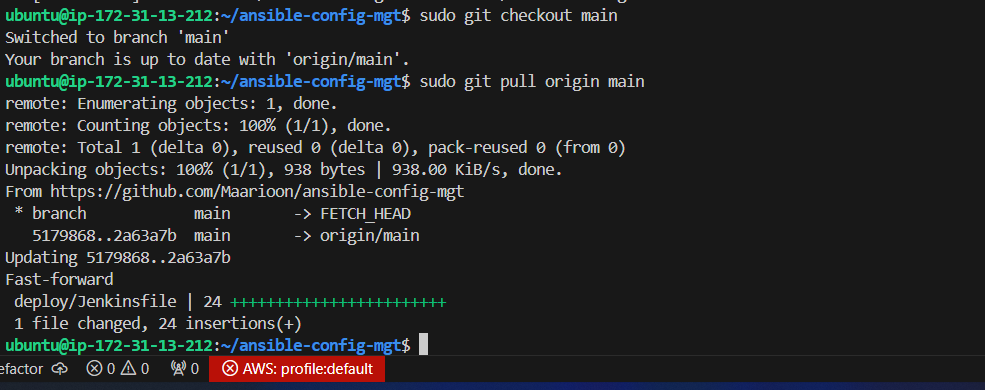 ubuntu@ip-172-31-13-212:~/ansible-config-mgt$ sudo git checkout main
Switched to branch 'main'
Your branch is up to date with 'origin/main'.
ubuntu@ip-172-31-13-212:~/ansible-config-mgt$ sudo git pull origin main
remote: Enumerating objects: 1, done.
remote: Counting objects: 100% (1/1), done.
remote: Total 1 (delta 0), reused 0 (delta 0), pack-reused 0 (from 0)
Unpacking objects: 100% (1/1), 938 bytes | 938.00 KiB/s, done.
From https://github.com/Maarioon/ansible-config-mgt
 * branch            main       -> FETCH_HEAD
   5179868..2a63a7b  main       -> origin/main
Updating 5179868..2a63a7b
Fast-forward
 deploy/Jenkinsfile | 24 ++++++++++++++++++++++++
 1 file changed, 24 insertions(+)
ubuntu@ip-172-31-13-212:~/ansible-config-mgt$
efactor 0 0 0 AWS: profile:default